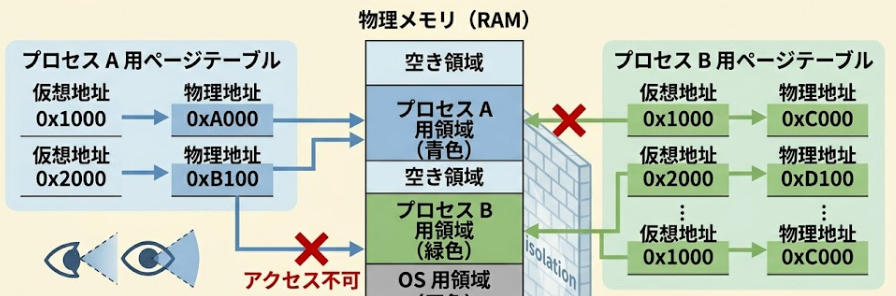 物理メモリ（RAM）
プロセス A 用ページテーブル
仮想地址
物理地址
0x1000
0xA000
仮想地址
物理地址
0x2000
0xB100
アクセス不可
空き領域
プロセス A
用領域
（青色）
空き領域
プロセス B
用領域
（緑色）
OS 用領域
isolation
プロセス B 用ページテーブル
仮想地址
物理地址
0x1000
0xC000
仮想地址
物理地址
0x2000
0xD100
⋮
⋮
仮想地址
物理地址
0x1000
0xC000